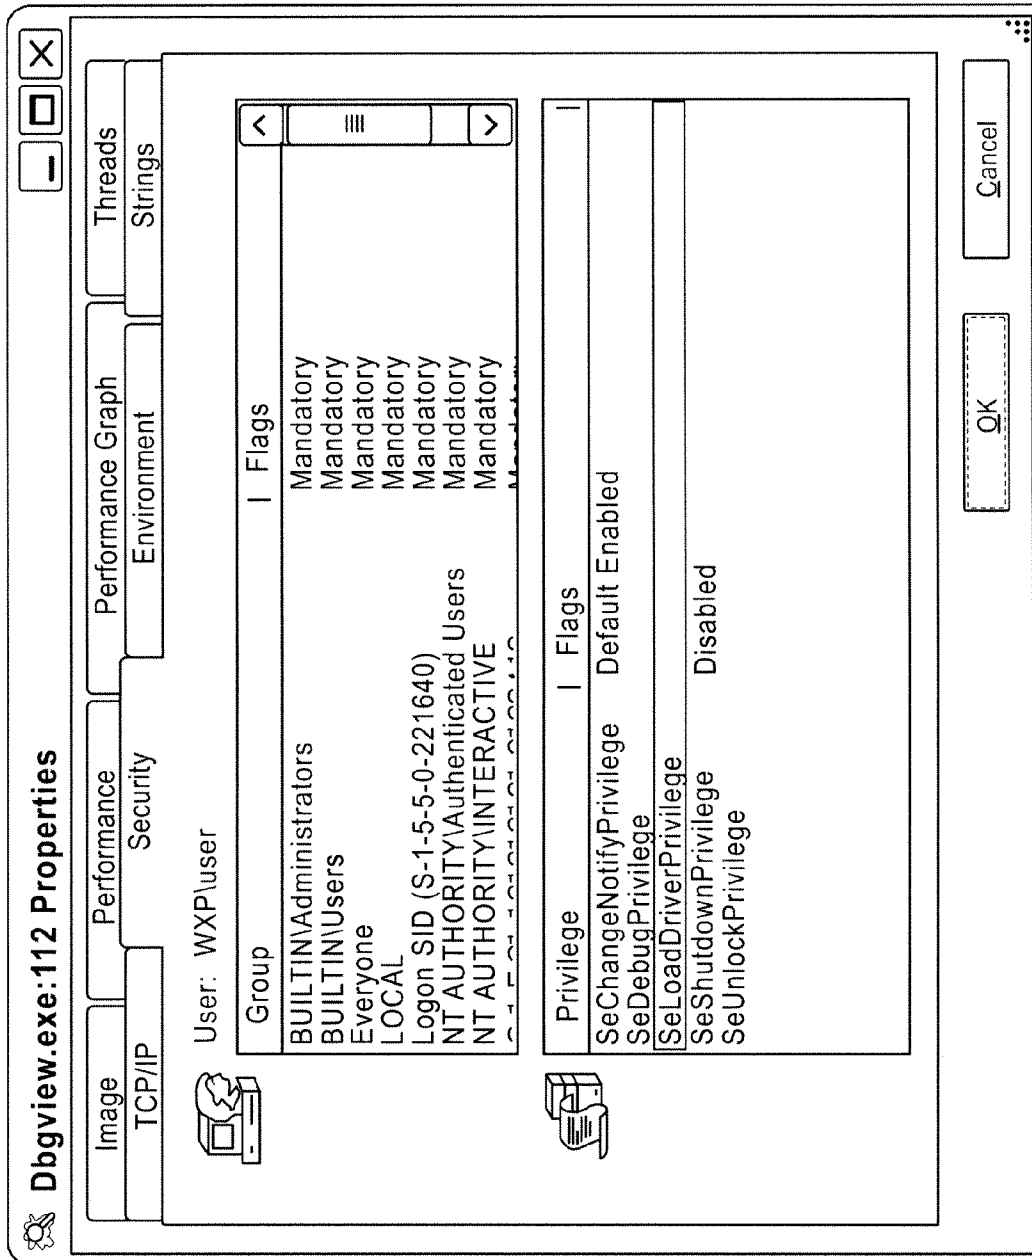 Dbgview.exe:112 Properties
Image
Performance
Performance Graph
Threads
TCP/IP
Security
Environment
Strings
User: WXP\user
Group | Flags
BUILTIN\Administrators Mandatory
BUILTIN\Users Mandatory
Everyone Mandatory
LOCAL Mandatory
Logon SID (S-1-5-5-0-221640) Mandatory
NT AUTHORITY\Authenticated Users Mandatory
NT AUTHORITY\INTERACTIVE Mandatory
Privilege | Flags |
SeChangeNotifyPrivilege Default Enabled
SeDebugPrivilege
SeLoadDriverPrivilege
SeShutdownPrivilege Disabled
SeUnlockPrivilege
OK
Cancel